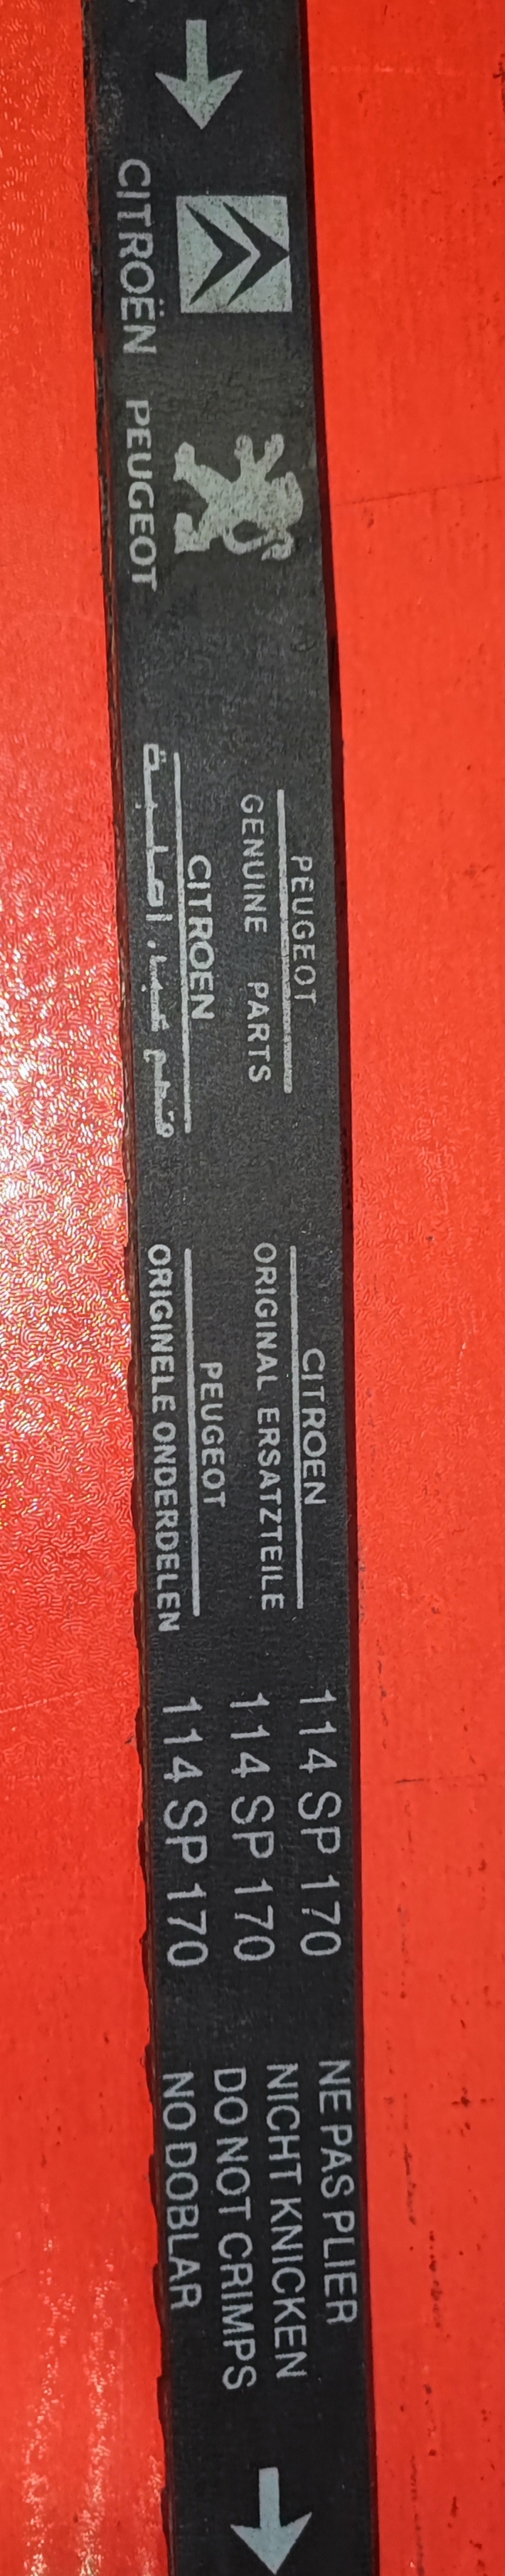 CITROËN PEUGEOT
PEUGEOT
GENUINE PARTS
CITROEN
قطع غيار اصلية
CITROEN
ORIGINAL ERSATZTEILE
PEUGEOT
ORIGINELE ONDERDELEN
114 SP 170
114 SP 170
114 SP 170
NE PAS PLIER
NICHT KNICKEN
DO NOT CRIMPS
NO DOBLAR